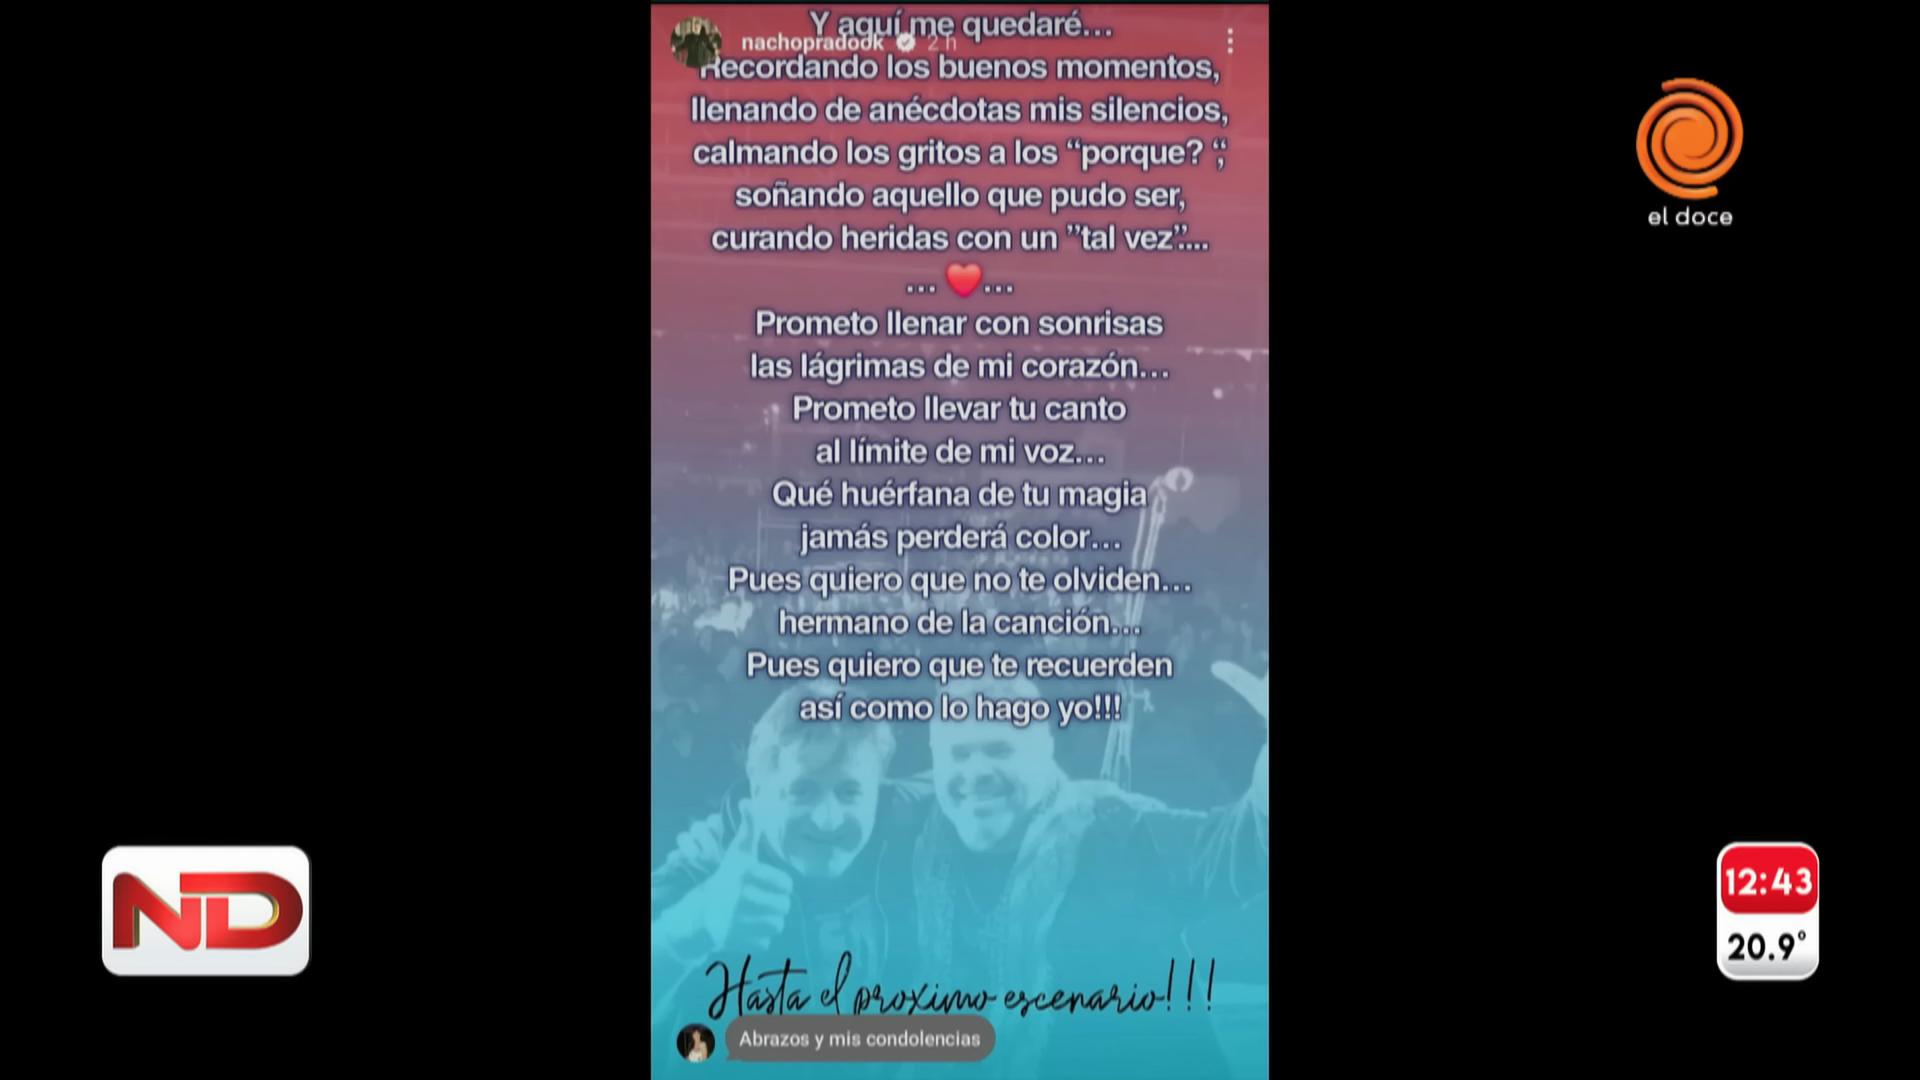 Y aquí me quedaré...
nachopradook 2 h
Recordando los buenos momentos,
llenando de anécdotas mis silencios,
calmando los gritos a los “porque? “;
soñando aquello que pudo ser,
curando heridas con un ”tal vez”....
... ❤️...
Prometo llenar con sonrisas
las lágrimas de mi corazón...
Prometo llevar tu canto
al límite de mi voz...
Qué huérfana de tu magia
jamás perderá color...
Pues quiero que no te olviden...
hermano de la canción...
Pues quiero que te recuerden
así como lo hago yo!!!
Hasta el proximo escenario!!!
Abrazos y mis condolencias
el doce
ND
12:43
20.9°